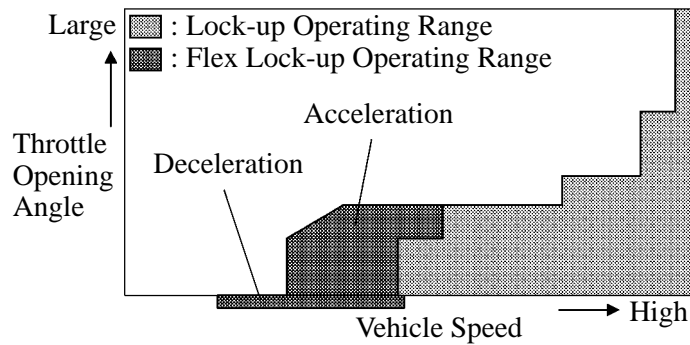 Large
: Lock-up Operating Range
: Flex Lock-up Operating Range
Acceleration
Throttle
Opening
Angle
Deceleration
High
Vehicle Speed